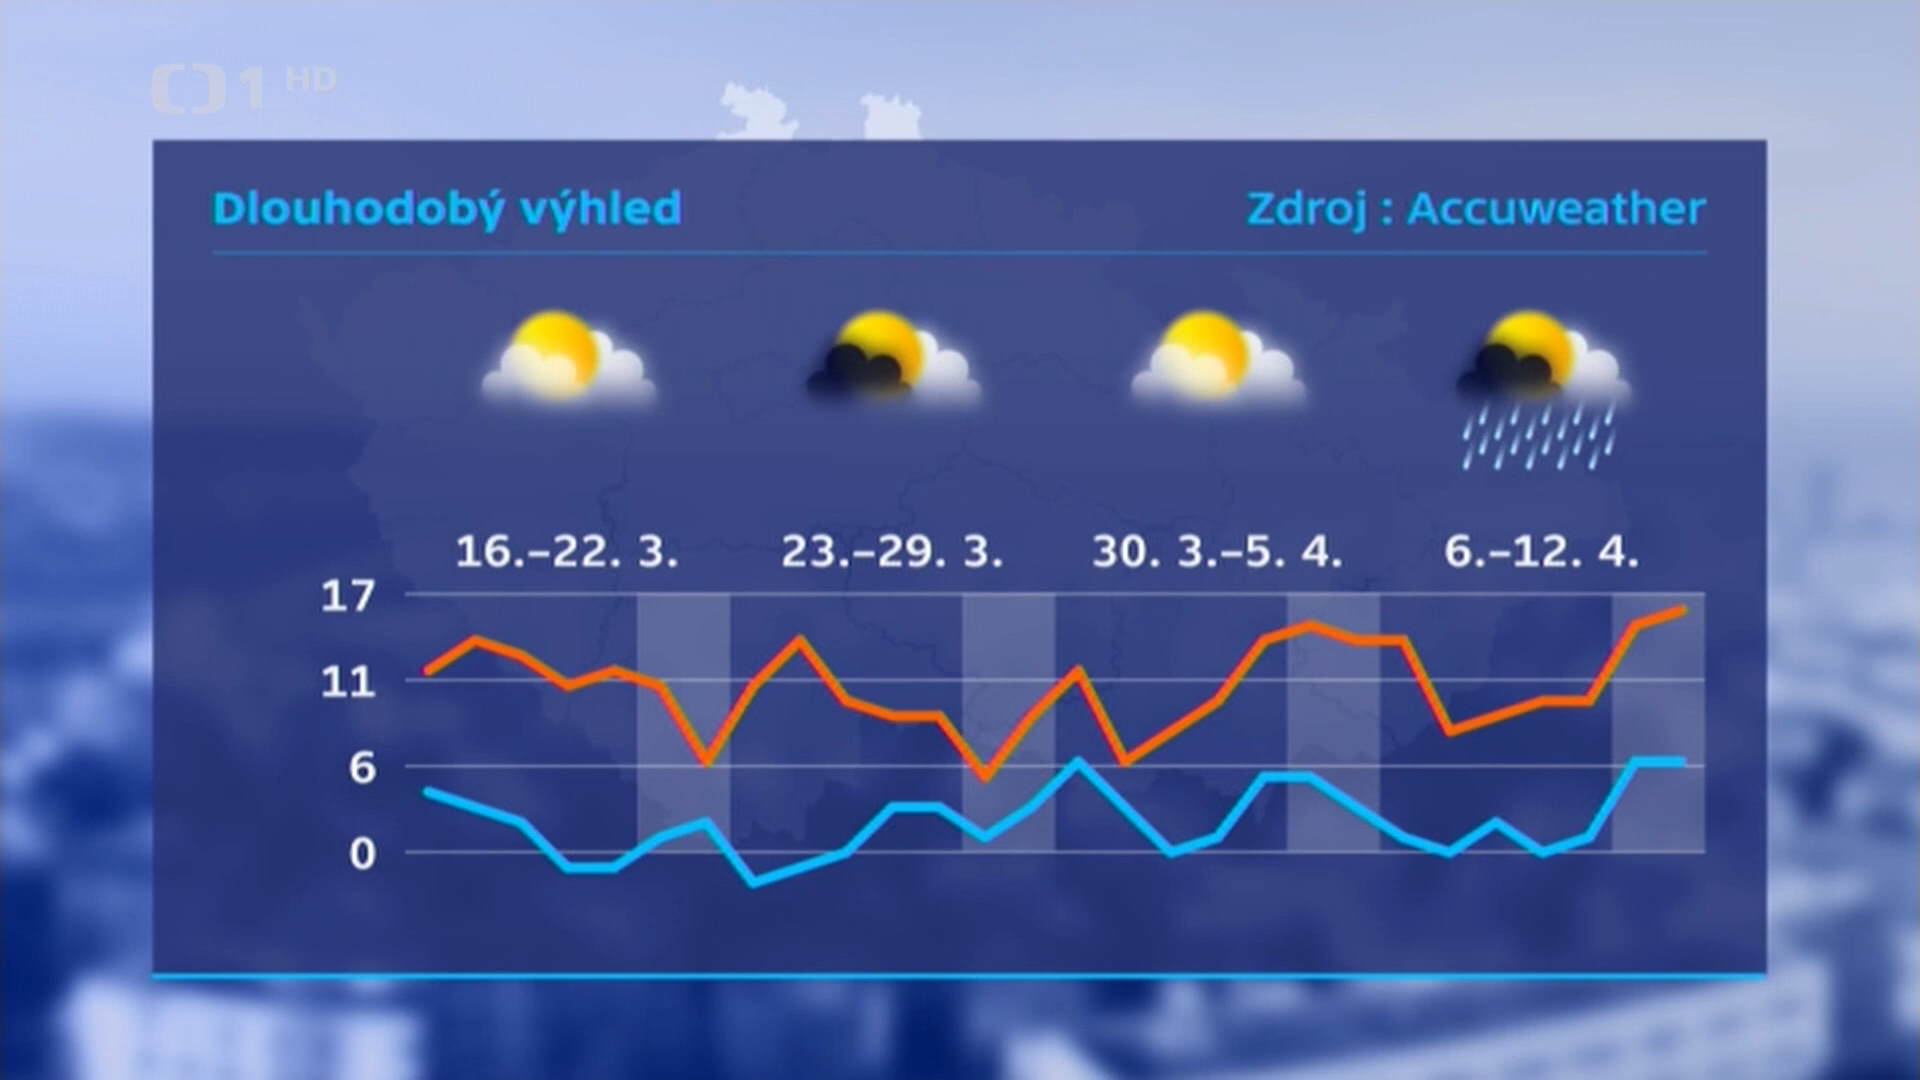 1 HD
Dlouhodobý výhled
Zdroj : Accuweather
16.–22. 3.
23.–29. 3.
30. 3.–5. 4.
6.–12. 4.
17
11
6
0